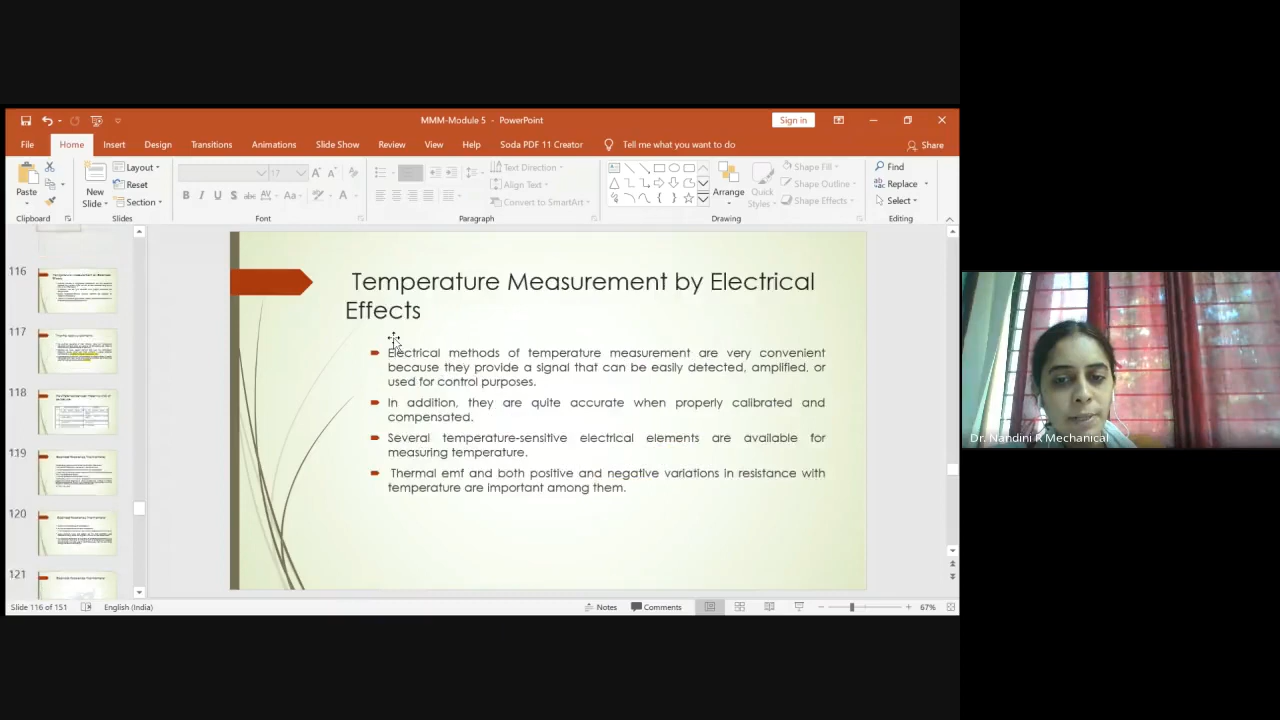 MMM-Module 5 - PowerPoint
Sign in
File Home Insert Design Transitions Animations Slide Show Review View Help Soda PDF 11 Creator Tell me what you want to do Share
Paste
Clipboard
New
Slide
Layout
Reset
Section
Slides
17
B I U S abc AV Aa A
Font
Text Direction
Align Text
Convert to SmartArt
Paragraph
Arrange
Quick
Styles
Shape Fill
Shape Outline
Shape Effects
Drawing
Find
Replace
Select
Editing
116
117
118
119
120
121
Temperature Measurement by Electrical
Effects
Electrical methods of temperature measurement are very convenient
because they provide a signal that can be easily detected, amplified, or
used for control purposes.
In addition, they are quite accurate when properly calibrated and
compensated.
Several temperature-sensitive electrical elements are available for
measuring temperature.
Thermal emf and both positive and negative variations in resistance with
temperature are important among them.
Dr. Nandini R Mechanical
Slide 116 of 151 English (India) Notes Comments 67%